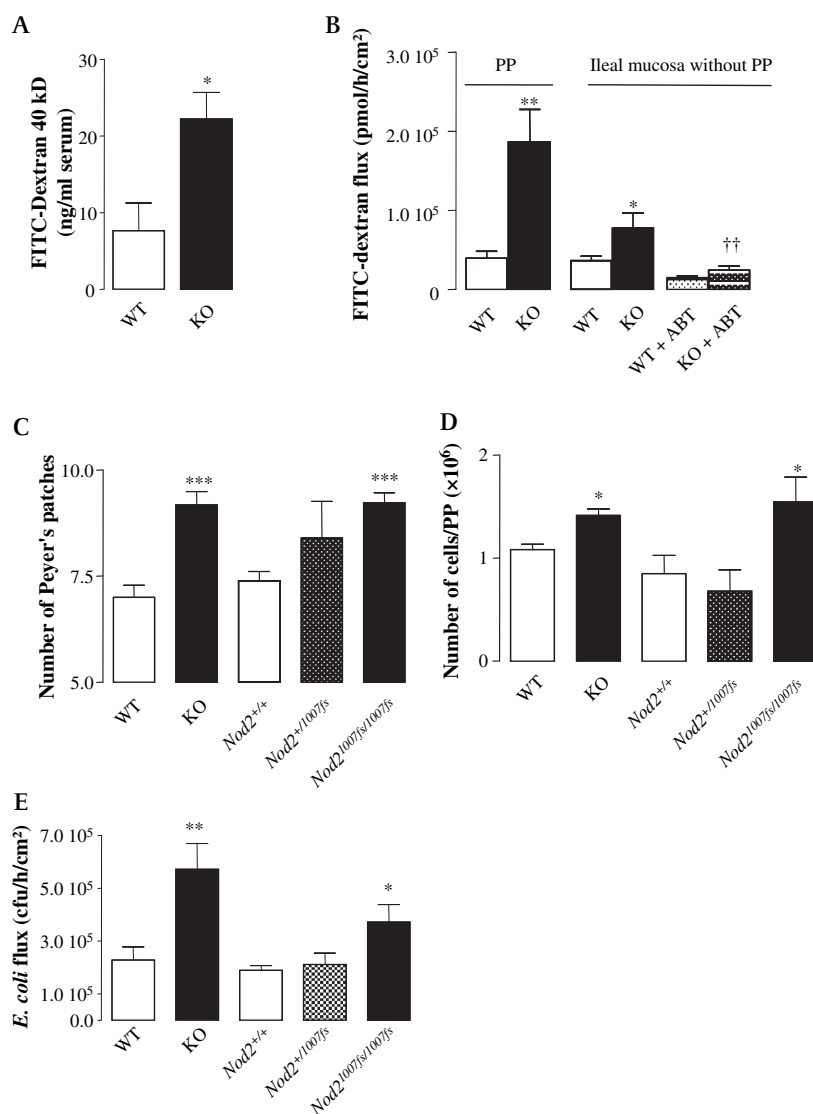 A
FITC-Dextran 40 kD
(ng/ml serum)
30
20
10
0
*
WT
KO
B
FITC-dextran flux (pmol/h/cm²)
3.0 10⁵
2.0 10⁵
1.0 10⁵
0
PP
Ileal mucosa without PP
**
*
††
WT
KO
WT
KO
WT + ABT
KO + ABT
C
Number of Peyer's patches
10.0
7.5
5.0
***
***
WT
KO
Nod2⁺/⁺
Nod2⁺/¹⁰⁰⁷ᶠˢ
Nod2¹⁰⁰⁷ᶠˢ/¹⁰⁰⁷ᶠˢ
D
Number of cells/PP (×10⁶)
2
1
0
*
*
WT
KO
Nod2⁺/⁺
Nod2⁺/¹⁰⁰⁷ᶠˢ
Nod2¹⁰⁰⁷ᶠˢ/¹⁰⁰⁷ᶠˢ
E
E. coli flux (cfu/h/cm²)
7.0 10⁵
5.0 10⁵
3.0 10⁵
1.0 10⁵
0.0
**
*
WT
KO
Nod2⁺/⁺
Nod2⁺/¹⁰⁰⁷ᶠˢ
Nod2¹⁰⁰⁷ᶠˢ/¹⁰⁰⁷ᶠˢ